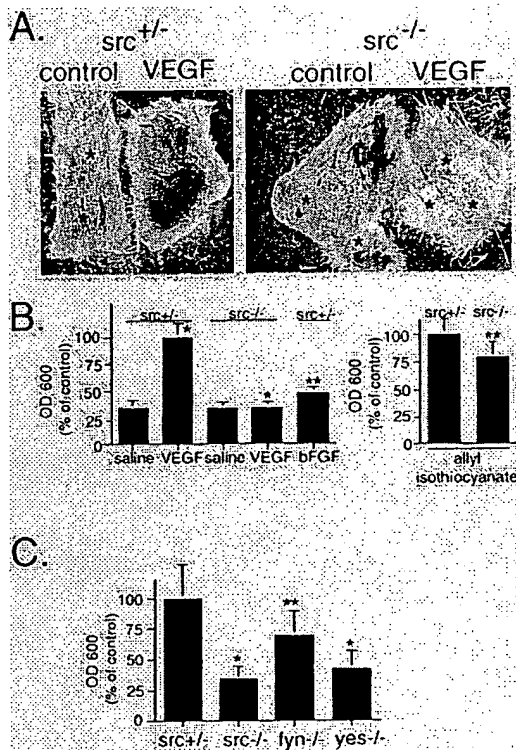 A.
src+/-
src-/-
control VEGF
control VEGF
B.
src+/- src-/- src+/-
OD 600
(% of control)
100
75
50
25
0
*
*
**
saline VEGF saline VEGF bFGF
src+/- src-/-
OD 600
(% of control)
100
75
50
25
0
**
allyl
isothiocyanate
C.
OD 600
(% of control)
100
75
50
25
0
*
**
*
src+/- src-/- fyn-/- yes-/-